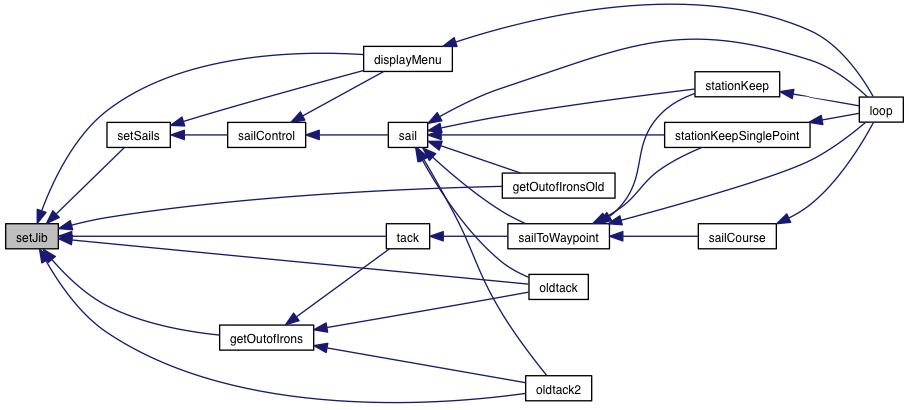 displayMenu
stationKeep
loop
setSails
sailControl
sail
stationKeepSinglePoint
getOutofIronsOld
setJib
tack
sailToWaypoint
sailCourse
oldtack
getOutofIrons
oldtack2